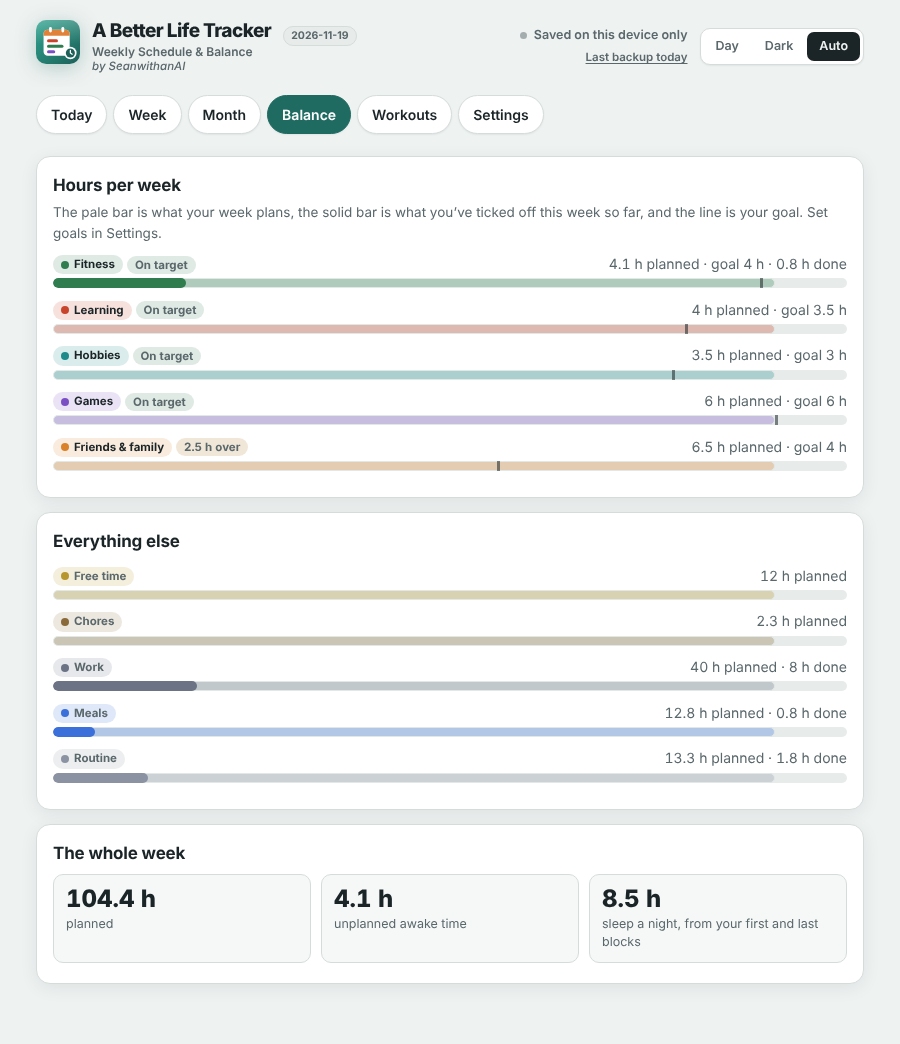 A Better Life Tracker
2026-11-19
Weekly Schedule & Balance
by SeanwithanAI
Saved on this device only
Last backup today
Day Dark Auto
Today Week Month Balance Workouts Settings
Hours per week
The pale bar is what your week plans, the solid bar is what you’ve ticked off this week so far, and the line is your goal. Set
goals in Settings.
Fitness On target 4.1 h planned · goal 4 h · 0.8 h done
Learning On target 4 h planned · goal 3.5 h
Hobbies On target 3.5 h planned · goal 3 h
Games On target 6 h planned · goal 6 h
Friends & family 2.5 h over 6.5 h planned · goal 4 h
Everything else
Free time 12 h planned
Chores 2.3 h planned
Work 40 h planned · 8 h done
Meals 12.8 h planned · 0.8 h done
Routine 13.3 h planned · 1.8 h done
The whole week
104.4 h
planned
4.1 h
unplanned awake time
8.5 h
sleep a night, from your first and last
blocks